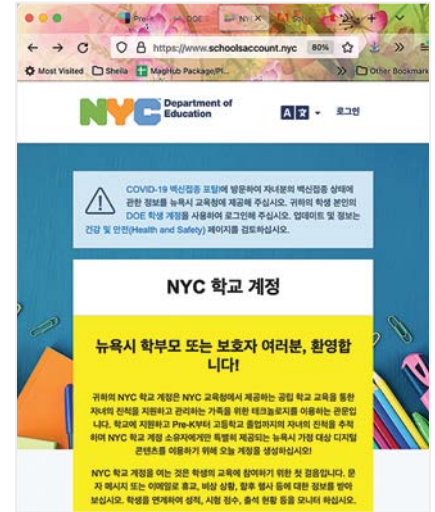 Prei
DOE
NY
Sol
https://www.schoolsaccount.nyc
80%
Most Visited
Sheila
MagHub Package/Pl...
Other Bookmark
NYC
Department of
Education
로그인
COVID-19 백신접종 포털에 방문하여 자녀분의 백신접종 상태에
관한 정보를 뉴욕시 교육청에 제공해 주십시오. 귀하의 학생 본인의
DOE 학생 계정을 사용하여 로그인해 주십시오. 업데이트 및 정보는
건강 및 안전(Health and Safety) 페이지를 검토하십시오.
NYC 학교 계정
뉴욕시 학부모 또는 보호자 여러분, 환영합
니다!
귀하의 NYC 학교 계정은 NYC 교육청에서 제공하는 공립 학교 교육을 통한
자녀의 진척을 지원하고 관리하는 가족을 위한 테크놀로지를 이용하는 관문입
니다. 학교에 지원하고 Pre-K부터 고등학교 졸업까지의 자녀의 진척을 추적
하며 NYC 학교 계정 소유자에게만 특별히 제공되는 뉴욕시 가정 대상 디지털
콘텐츠를 이용하기 위해 오늘 계정을 생성하십시오!
NYC 학교 계정을 여는 것은 학생의 교육에 참여하기 위한 첫 걸음입니다. 문
자 메시지 또는 이메일로 휴교, 비상 상황, 향후 행사 등에 대한 정보를 받아
보십시오. 학생을 연계하여 성적, 시험 점수, 출석 현황 등을 모니터 하십시오.